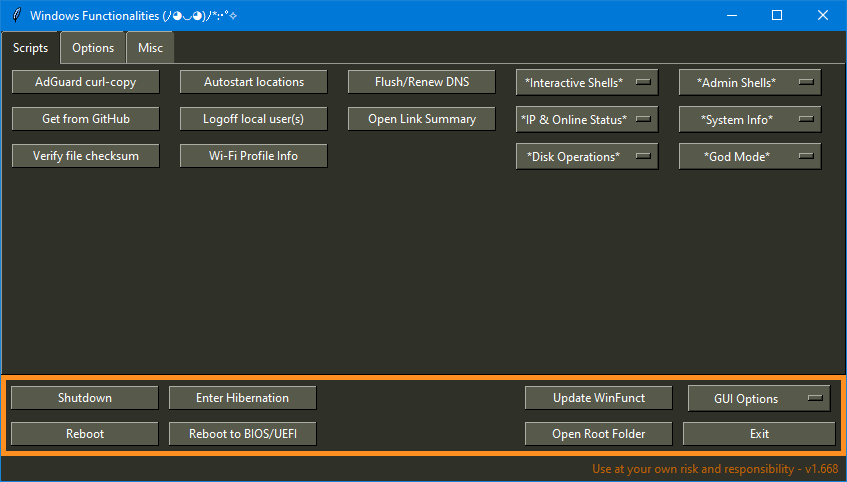 Windows Functionalities (ﾉ◕◡◕)ﾉ*:･ﾟ✧
Scripts Options Misc
AdGuard curl-copy Autostart locations Flush/Renew DNS *Interactive Shells* *Admin Shells*
Get from GitHub Logoff local user(s) Open Link Summary *IP & Online Status* *System Info*
Verify file checksum Wi-Fi Profile Info *Disk Operations* *God Mode*
Shutdown Enter Hibernation Update WinFunct GUI Options
Reboot Reboot to BIOS/UEFI Open Root Folder Exit
Use at your own risk and responsibility - v1.668